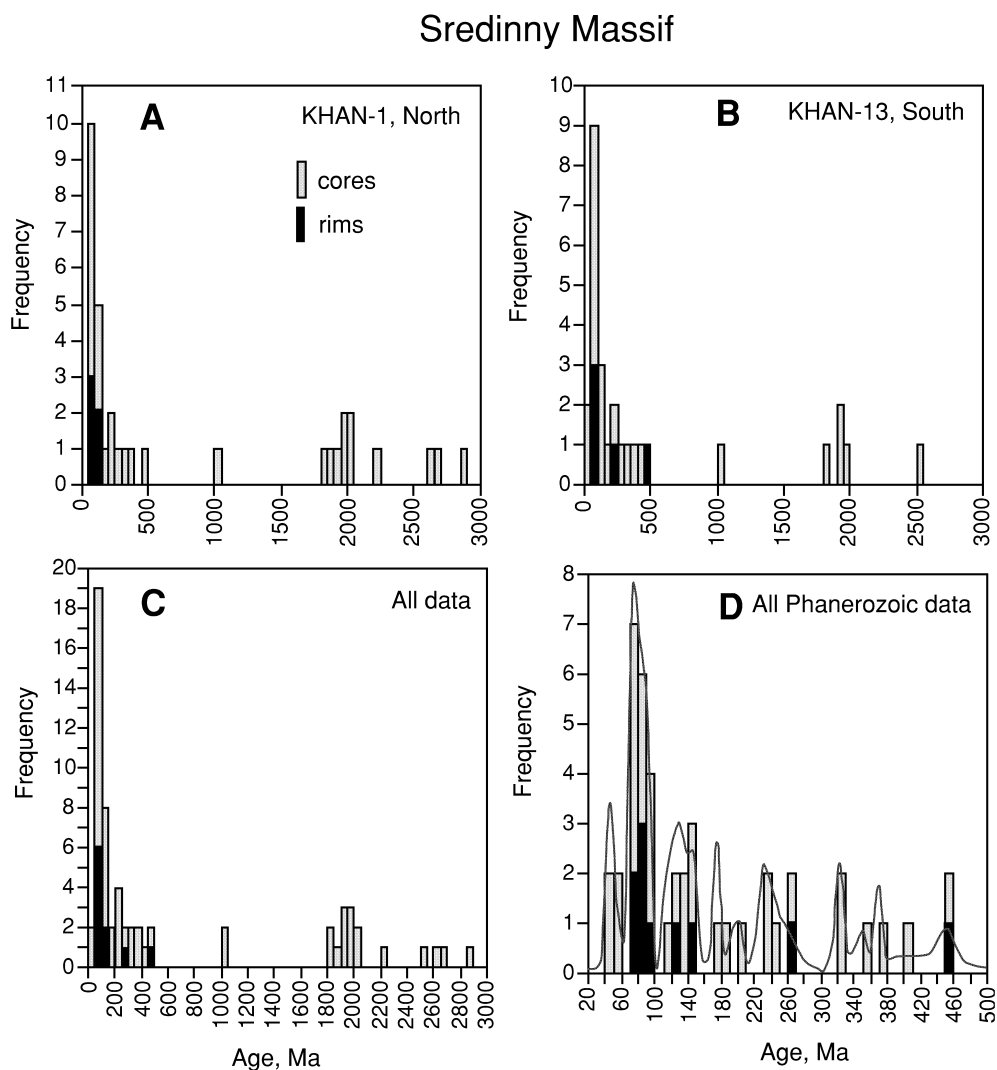 Sredinny Massif
A
KHAN-1, North
cores
rims
Frequency
11
10
9
8
7
6
5
4
3
2
1
0
0 500 1000 1500 2000 2500 3000
B
KHAN-13, South
Frequency
10
9
8
7
6
5
4
3
2
1
0
0 500 1000 1500 2000 2500 3000
C
All data
Frequency
20
18
16
14
12
10
8
6
4
2
0
0 200 400 600 800 1000 1200 1400 1600 1800 2000 2200 2400 2600 2800 3000
Age, Ma
D All Phanerozoic data
Frequency
8
7
6
5
4
3
2
1
0
20 60 100 140 180 220 260 300 340 380 420 460 500
Age, Ma